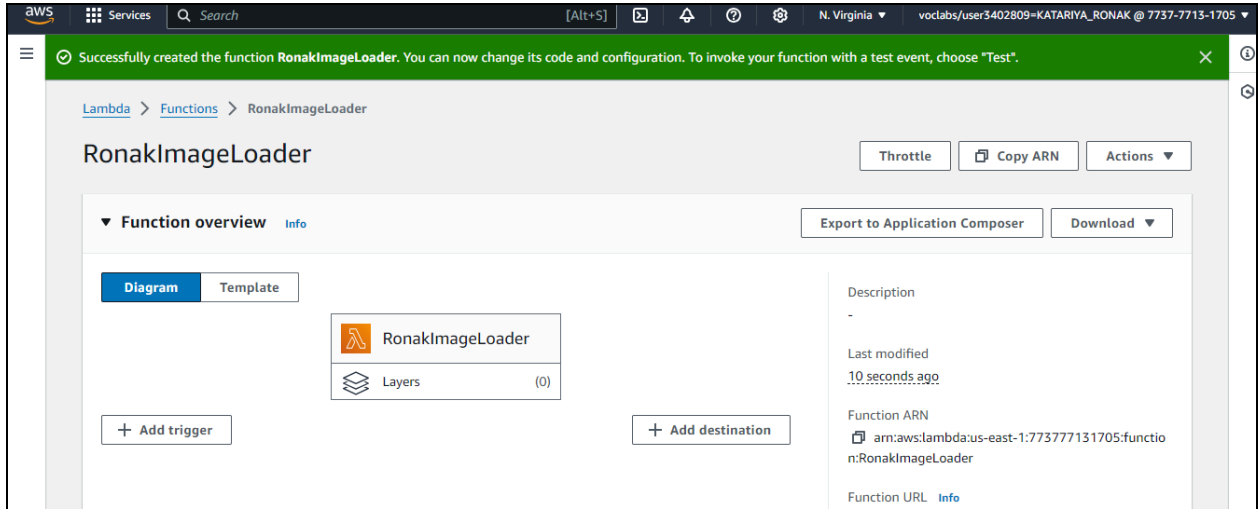 aws Services Search [Alt+S] N. Virginia ▼ voclabs/user3402809=KATARIYA_RONAK @ 7737-7713-1705 ▼
Successfully created the function RonakImageLoader. You can now change its code and configuration. To invoke your function with a test event, choose "Test".
Lambda > Functions > RonakImageLoader
RonakImageLoader
Throttle Copy ARN Actions ▼
▼ Function overview Info
Export to Application Composer Download ▼
Diagram Template
RonakImageLoader
Layers (0)
+ Add trigger
+ Add destination
Description
-
Last modified
10 seconds ago
Function ARN
arn:aws:lambda:us-east-1:773777131705:functio
n:RonakImageLoader
Function URL Info